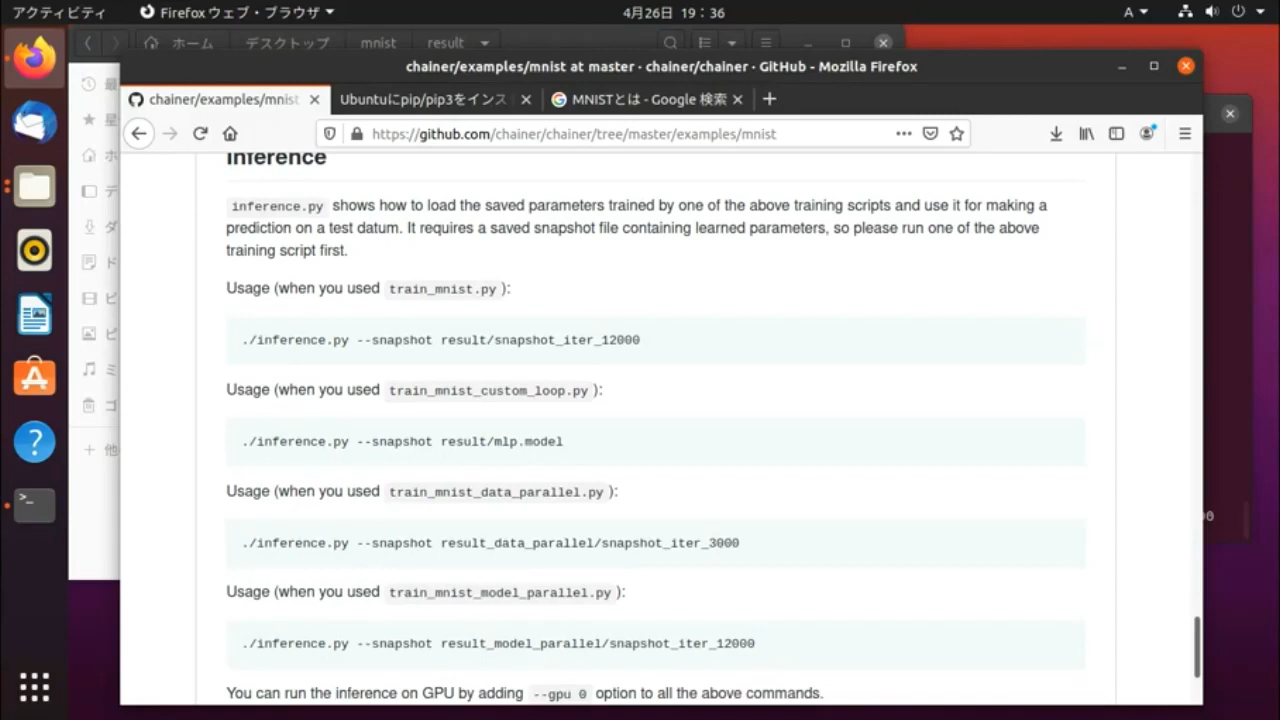 アクティビティ
Firefox ウェブ・ブラウザ
4月26日 19：36
A
ホーム
デスクトップ
mnist
result
chainer/examples/mnist at master · chainer/chainer · GitHub - Mozilla Firefox
chainer/examples/mnist
Ubuntuにpip/pip3をインス
MNISTとは - Google 検索
https://github.com/chainer/chainer/tree/master/examples/mnist
Inference
inference.py shows how to load the saved parameters trained by one of the above training scripts and use it for making a
prediction on a test datum. It requires a saved snapshot file containing learned parameters, so please run one of the above
training script first.
Usage (when you used train_mnist.py ):
./inference.py --snapshot result/snapshot_iter_12000
Usage (when you used train_mnist_custom_loop.py ):
./inference.py --snapshot result/mlp.model
Usage (when you used train_mnist_data_parallel.py ):
./inference.py --snapshot result_data_parallel/snapshot_iter_3000
Usage (when you used train_mnist_model_parallel.py ):
./inference.py --snapshot result_model_parallel/snapshot_iter_12000
You can run the inference on GPU by adding --gpu 0 option to all the above commands.